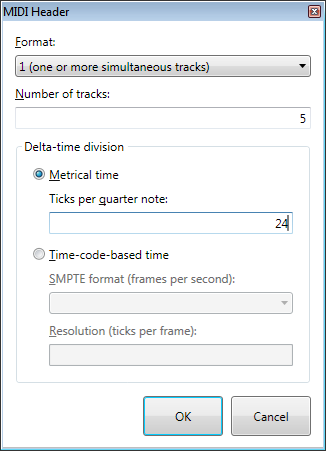 MIDI Header
Format:
1 (one or more simultaneous tracks)
Number of tracks:
5
Delta-time division
Metrical time
Ticks per quarter note:
24
Time-code-based time
SMPTE format (frames per second):
Resolution (ticks per frame):
OK
Cancel